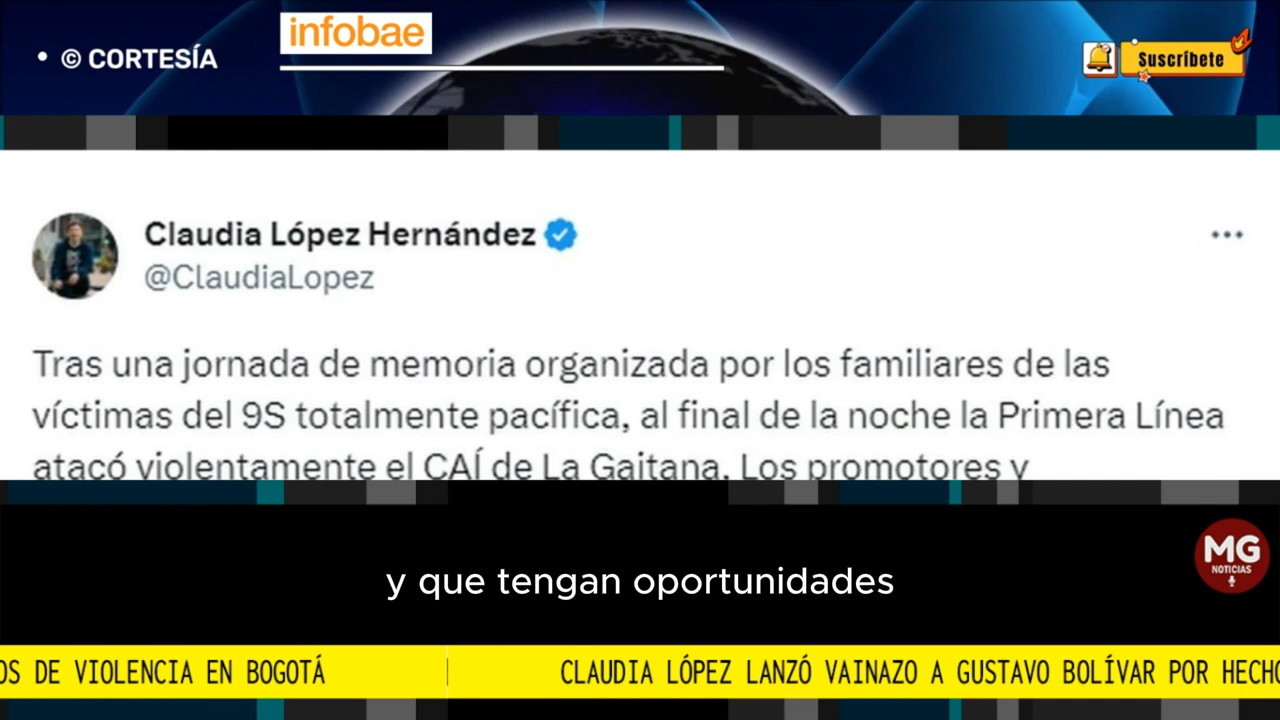 infobae
• © CORTESÍA
Suscríbete
Claudia López Hernández
@ClaudiaLopez
Tras una jornada de memoria organizada por los familiares de las
víctimas del 9S totalmente pacífica, al final de la noche la Primera Línea
atacó violentamente el CAÍ de La Gaitana. Los promotores y
MG
NOTICIAS
y que tengan oportunidades
OS DE VIOLENCIA EN BOGOTÁ
CLAUDIA LÓPEZ LANZÓ VAINAZO A GUSTAVO BOLÍVAR POR HECHO